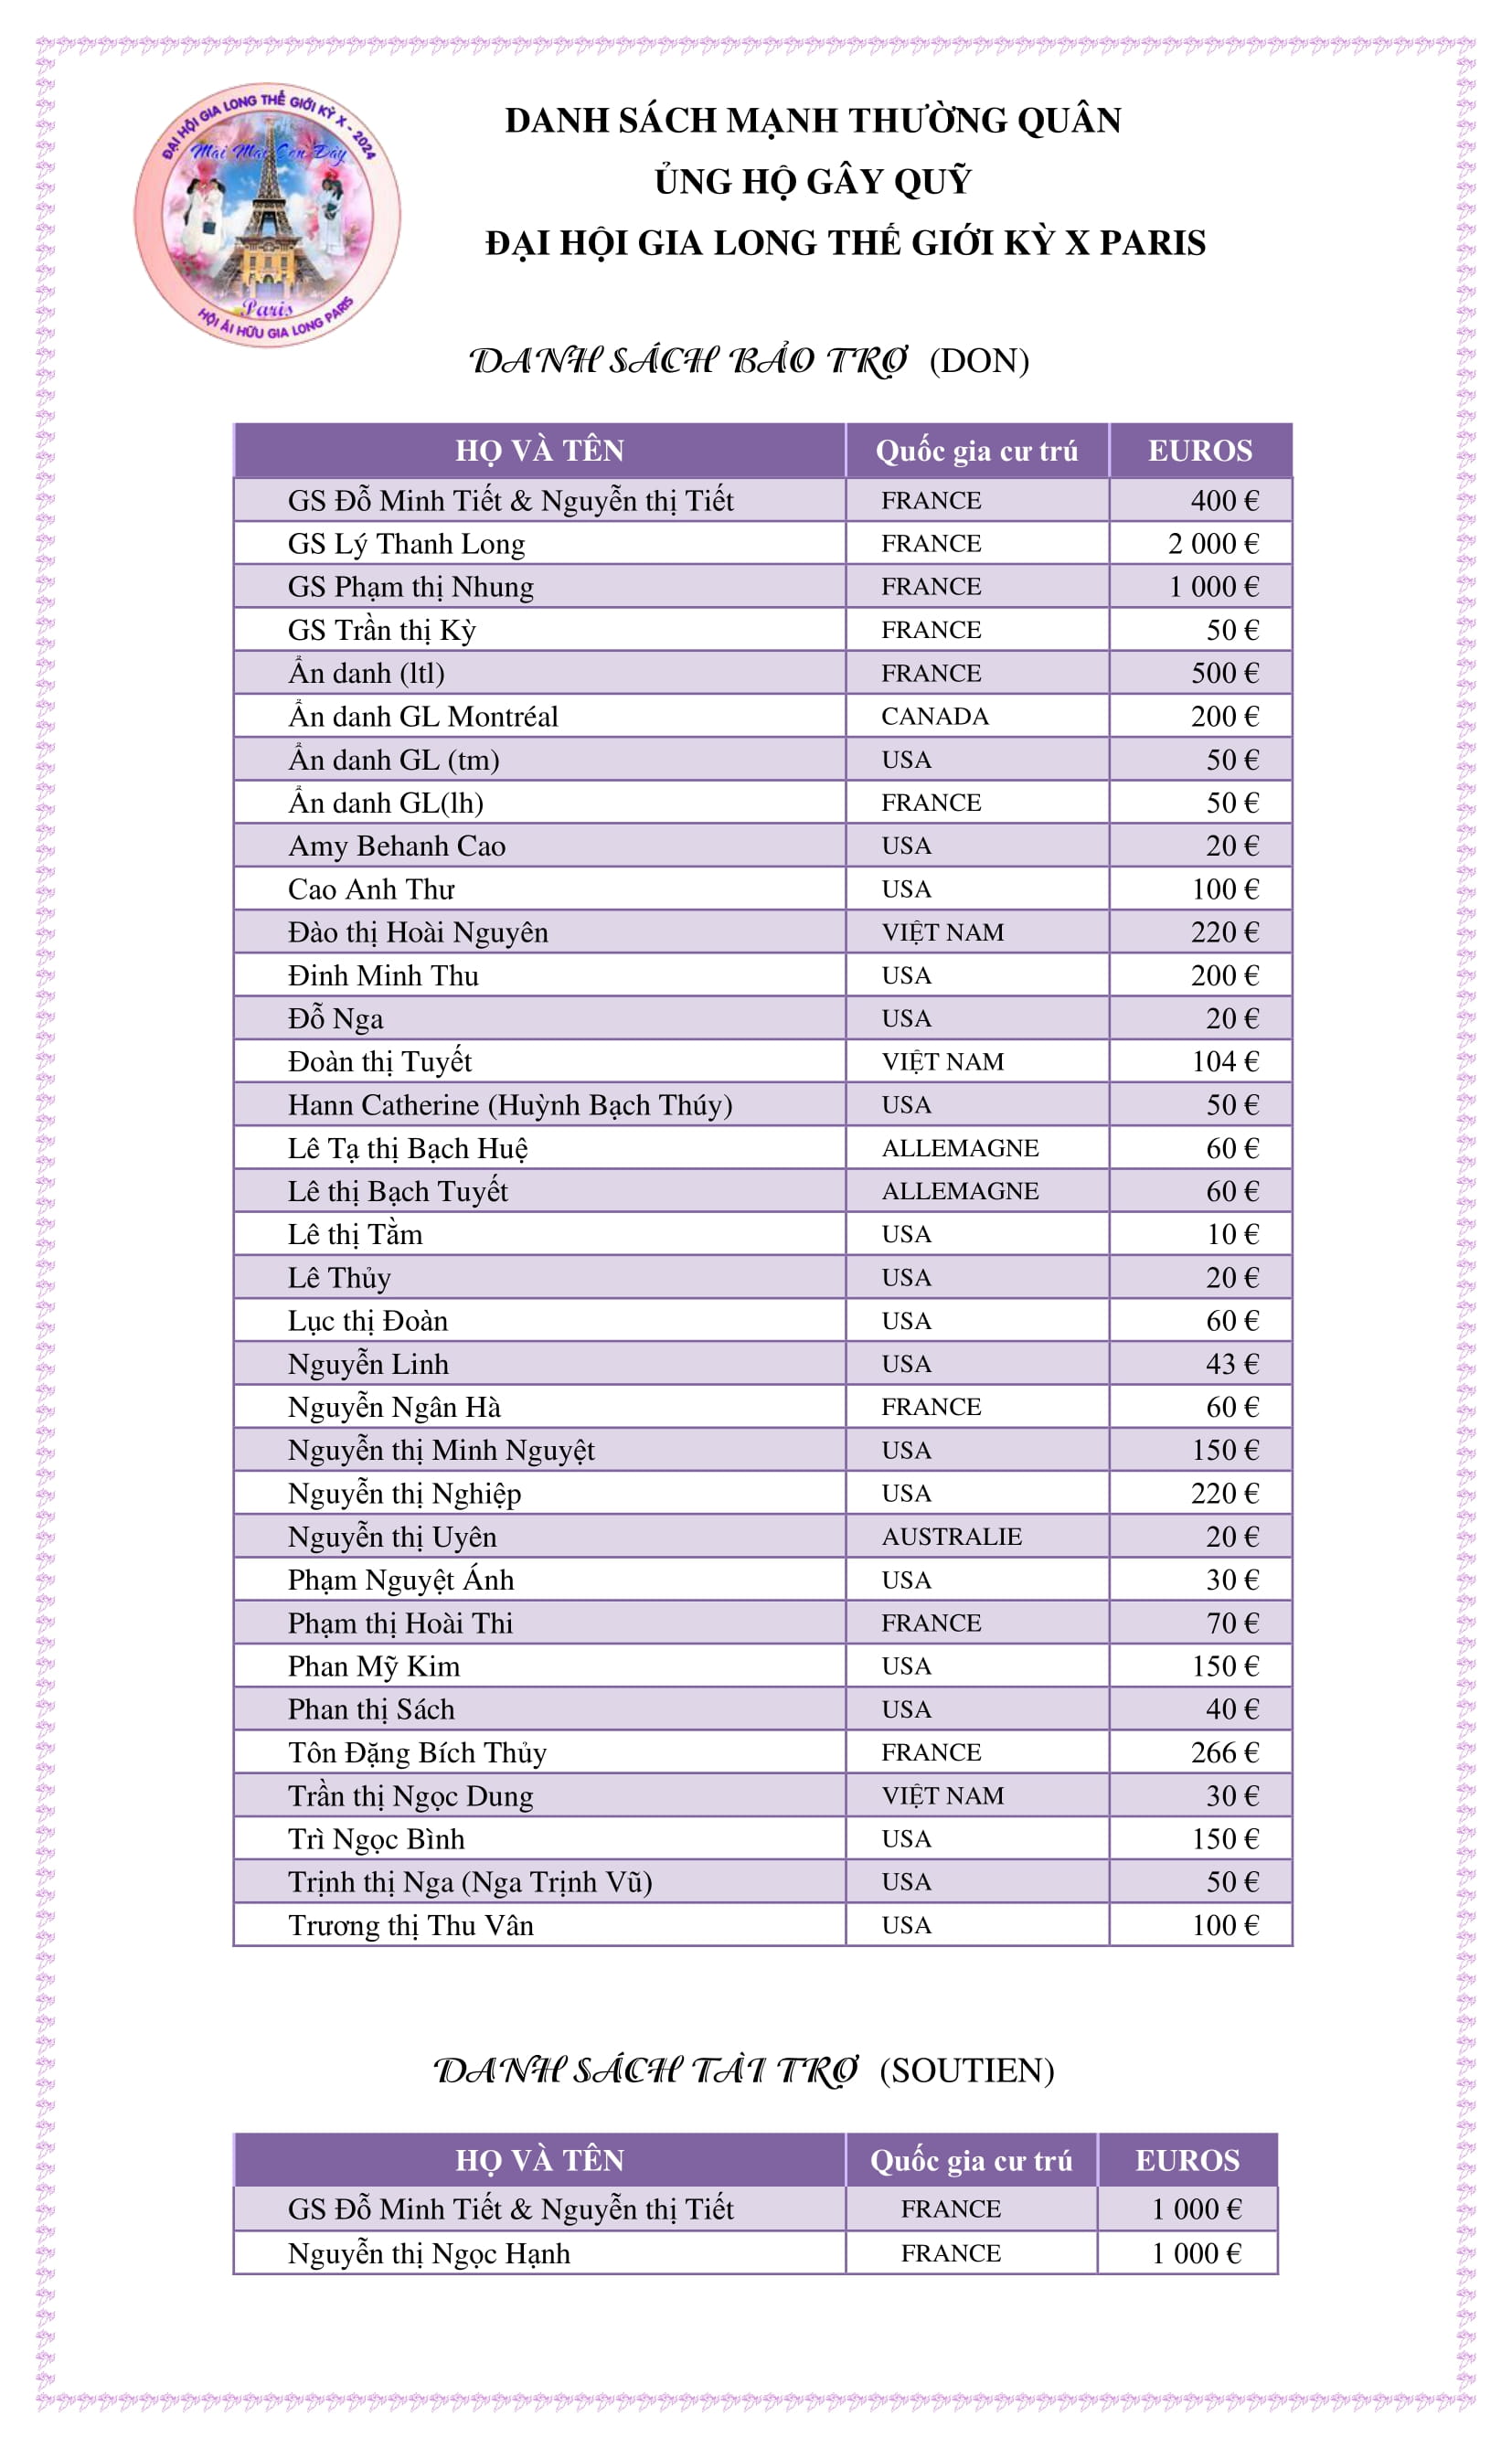 ĐẠI HỘI GIA LONG THẾ GIỚI KỲ X - 2024
Mãi Mãi Còn Đây
Paris
HỘI ÁI HỮU GIA LONG PARIS
DANH SÁCH MẠNH THƯỜNG QUÂN
ỦNG HỘ GÂY QUỸ
ĐẠI HỘI GIA LONG THẾ GIỚI KỲ X PARIS
DANH SÁCH BẢO TRỢ (DON)
HỌ VÀ TÊN Quốc gia cư trú EUROS
GS Đỗ Minh Tiết & Nguyễn thị Tiết FRANCE 400 €
GS Lý Thanh Long FRANCE 2 000 €
GS Phạm thị Nhung FRANCE 1 000 €
GS Trần thị Kỳ FRANCE 50 €
Ẩn danh (ltl) FRANCE 500 €
Ẩn danh GL Montréal CANADA 200 €
Ẩn danh GL (tm) USA 50 €
Ẩn danh GL(lh) FRANCE 50 €
Amy Behanh Cao USA 20 €
Cao Anh Thư USA 100 €
Đào thị Hoài Nguyên VIỆT NAM 220 €
Đinh Minh Thu USA 200 €
Đỗ Nga USA 20 €
Đoàn thị Tuyết VIỆT NAM 104 €
Hann Catherine (Huỳnh Bạch Thúy) USA 50 €
Lê Tạ thị Bạch Huệ ALLEMAGNE 60 €
Lê thị Bạch Tuyết ALLEMAGNE 60 €
Lê thị Tằm USA 10 €
Lê Thủy USA 20 €
Lục thị Đoàn USA 60 €
Nguyễn Linh USA 43 €
Nguyễn Ngân Hà FRANCE 60 €
Nguyễn thị Minh Nguyệt USA 150 €
Nguyễn thị Nghiệp USA 220 €
Nguyễn thị Uyên AUSTRALIE 20 €
Phạm Nguyệt Ánh USA 30 €
Phạm thị Hoài Thi FRANCE 70 €
Phan Mỹ Kim USA 150 €
Phan thị Sách USA 40 €
Tôn Đặng Bích Thủy FRANCE 266 €
Trần thị Ngọc Dung VIỆT NAM 30 €
Trì Ngọc Bình USA 150 €
Trịnh thị Nga (Nga Trịnh Vũ) USA 50 €
Trương thị Thu Vân USA 100 €
DANH SÁCH TÀI TRỢ (SOUTIEN)
HỌ VÀ TÊN Quốc gia cư trú EUROS
GS Đỗ Minh Tiết & Nguyễn thị Tiết FRANCE 1 000 €
Nguyễn thị Ngọc Hạnh FRANCE 1 000 €